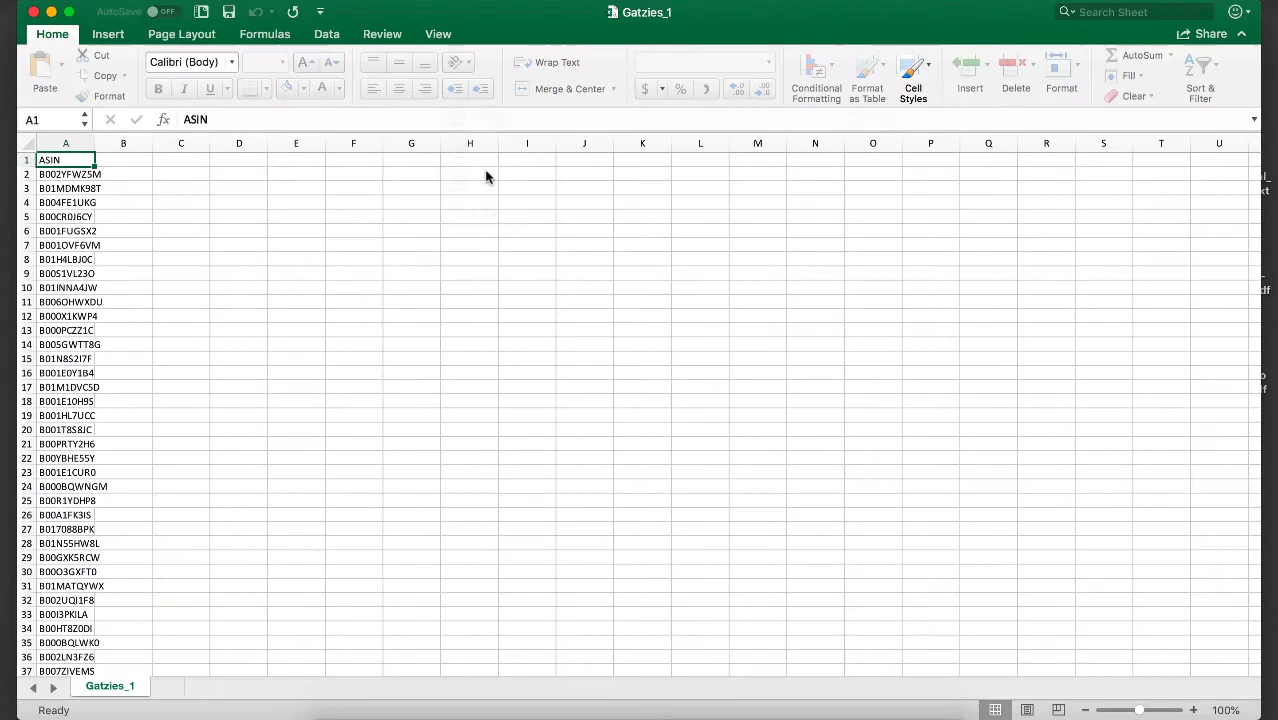 AutoSave OFF Gatzies_1 Search Sheet
Home Insert Page Layout Formulas Data Review View Share
Paste Cut Copy Format Calibri (Body) Wrap Text Merge & Center $ % Conditional Formatting Format as Table Cell Styles Insert Delete Format AutoSum Fill Clear Sort & Filter
A1 fx ASIN
A B C D E F G H I J K L M N O P Q R S T U
1 ASIN
2 B002YFWZ5M
3 B01MDMK98T
4 B004FE1UKG
5 B00CR0J6CY
6 B001FUGSX2
7 B001OVF6VM
8 B01H4LBJ0C
9 B00S1VL23O
10 B01INNA4JW
11 B006OHWXDU
12 B000X1KWP4
13 B000PCZZ1C
14 B005GWTT8G
15 B01N8S2I7F
16 B001E0Y1B4
17 B01M1DVC5D
18 B001E10H9S
19 B001HL7UCC
20 B001T8S8JC
21 B00PRTY2H6
22 B00YBHE55Y
23 B001E1CUR0
24 B000BQWNGM
25 B00R1YDHP8
26 B00A1FK3IS
27 B017088BPK
28 B01N55HW8L
29 B00GXK5RCW
30 B00O3GXFT0
31 B01MATQYWX
32 B002UQJ1F8
33 B00I3PKILA
34 B00HT8Z0DI
35 B000BQLWK0
36 B002LN3FZ6
37 B007ZIVEMS
Gatzies_1
Ready 100%